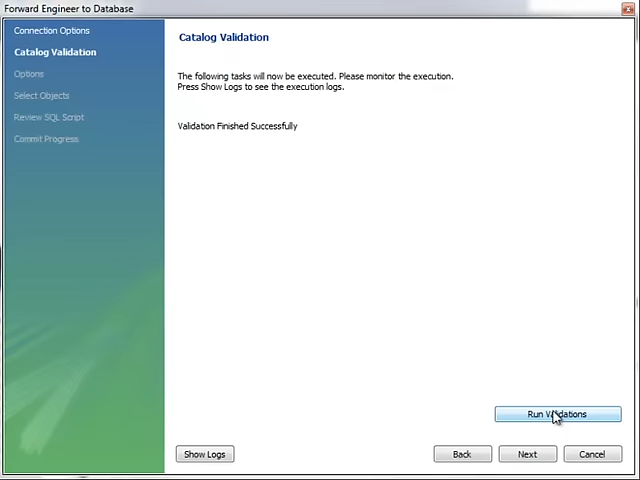 Forward Engineer to Database
Connection Options
Catalog Validation
Options
Select Objects
Review SQL Script
Commit Progress
Catalog Validation
The following tasks will now be executed. Please monitor the execution.
Press Show Logs to see the execution logs.
Validation Finished Successfully
Run Validations
Show Logs
Back
Next
Cancel